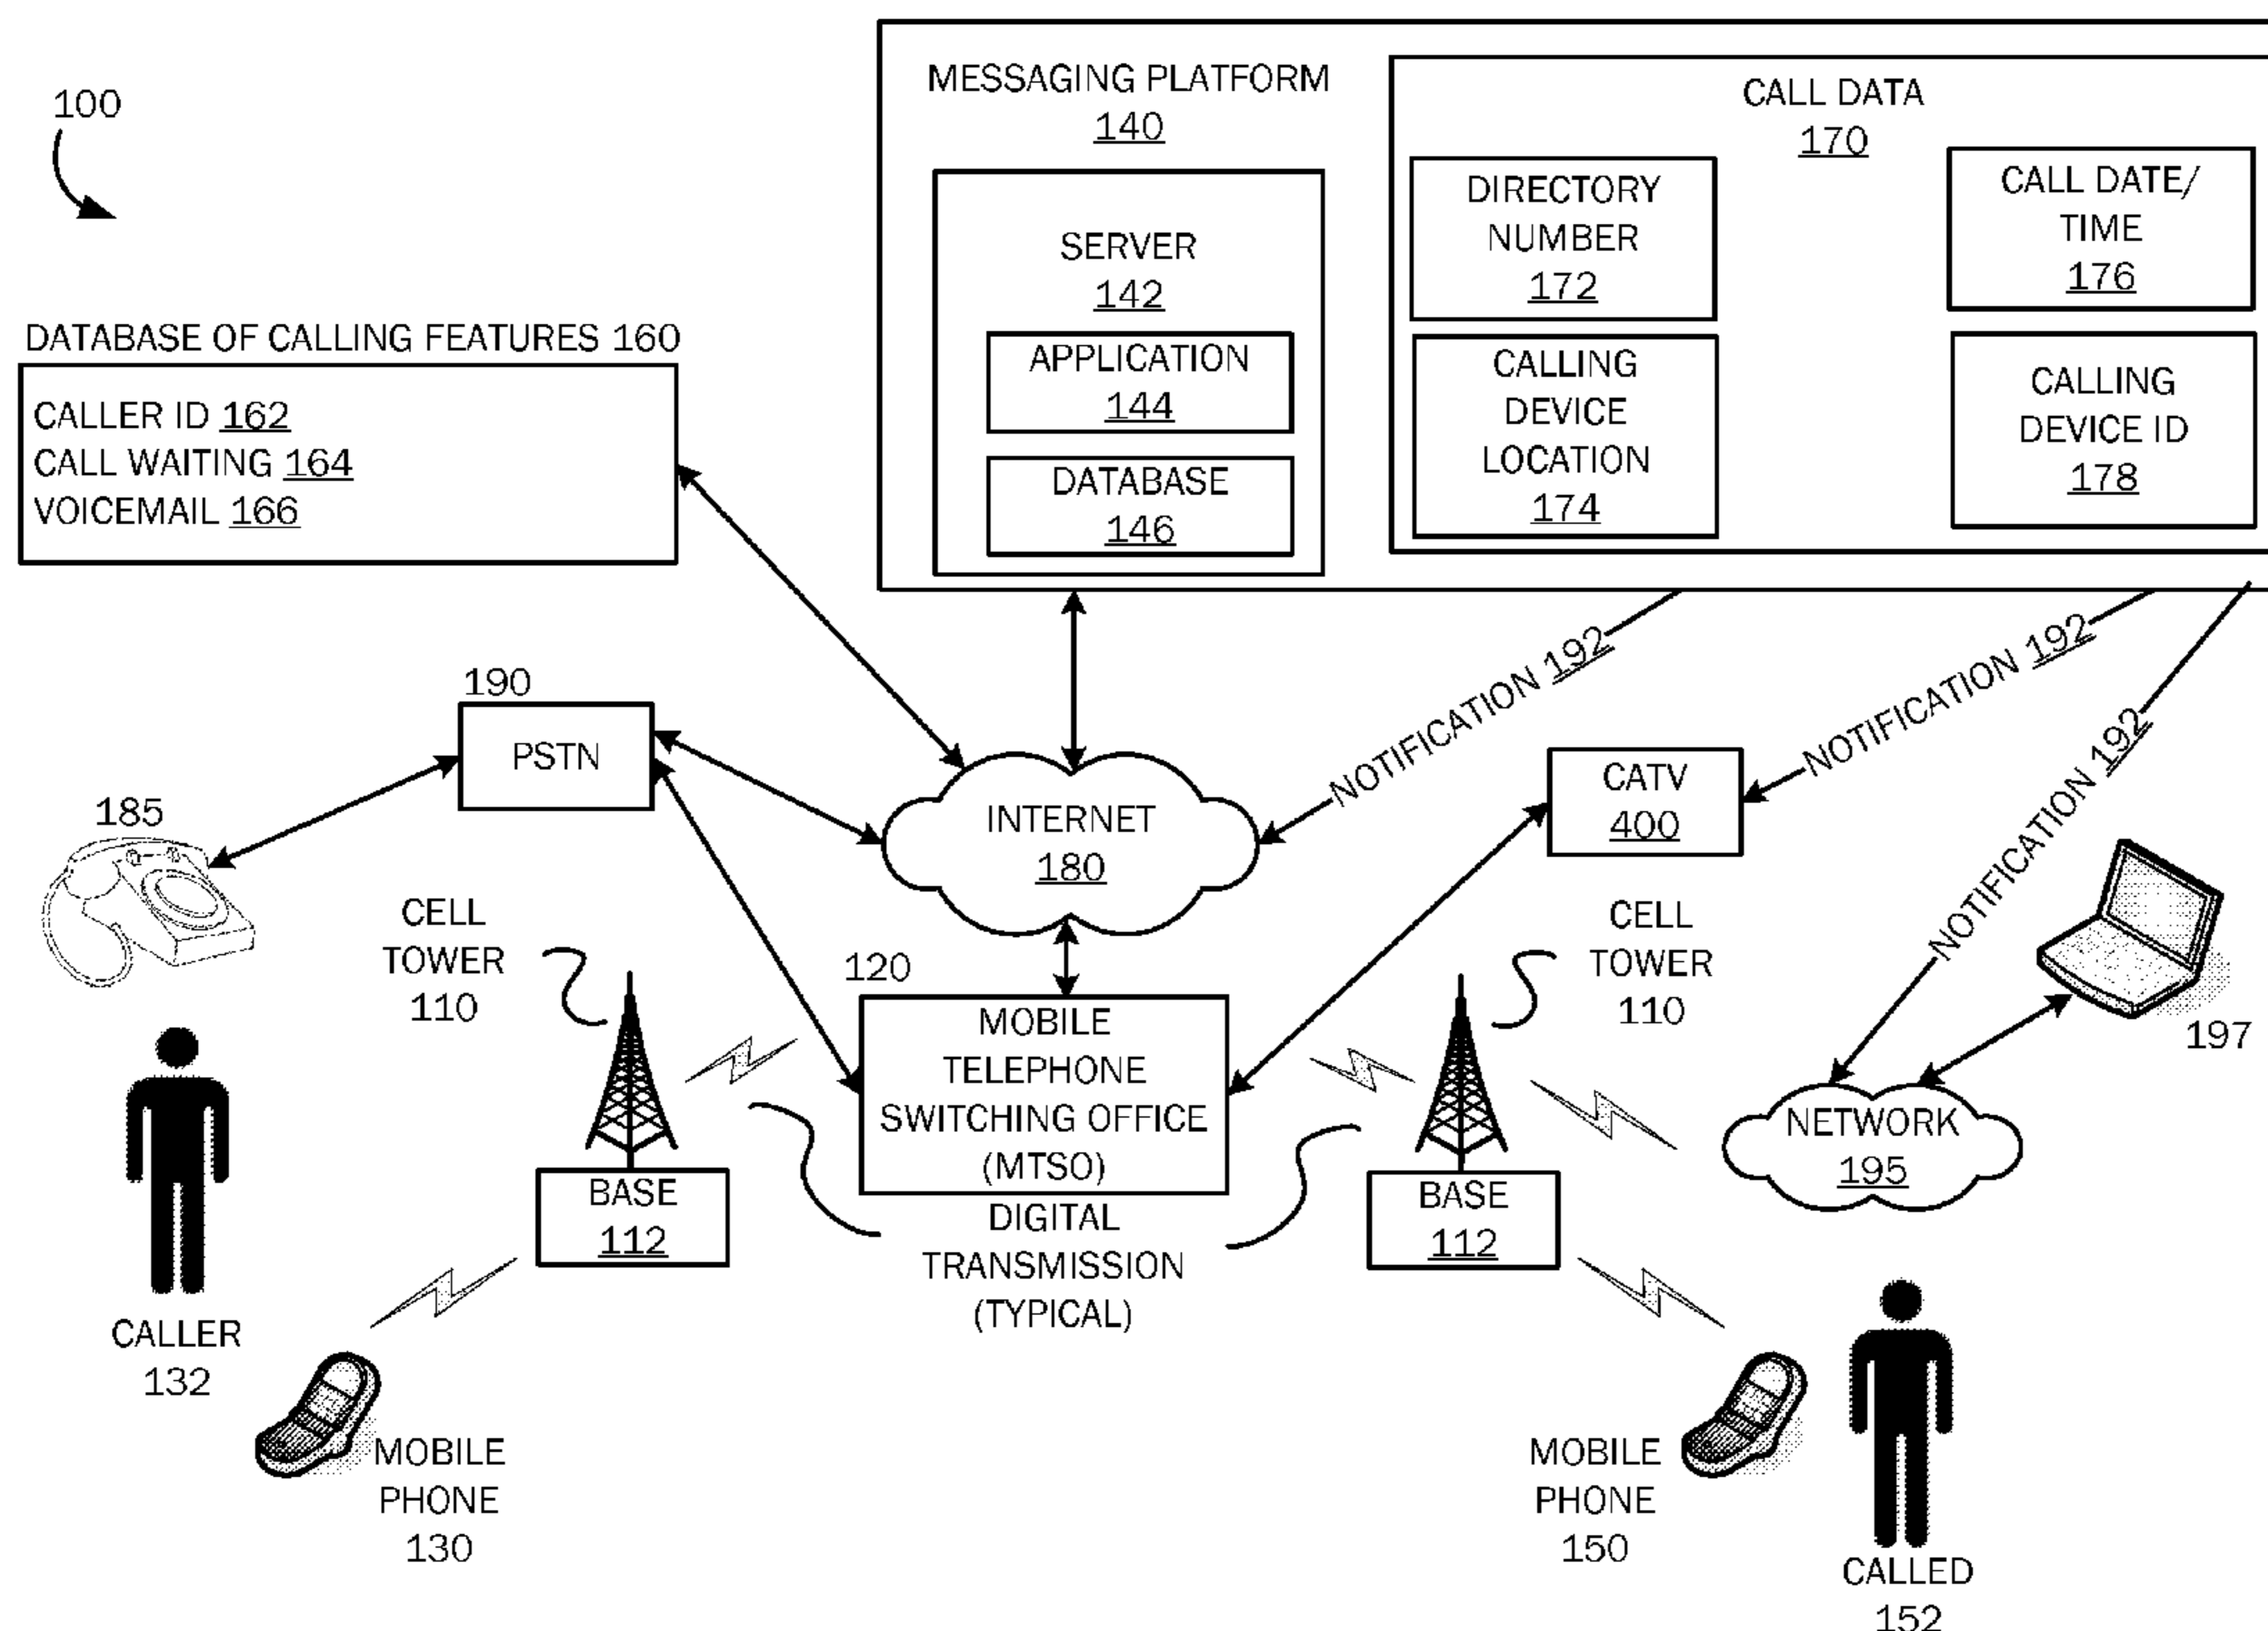 100
MESSAGING PLATFORM
140
SERVER
142
APPLICATION
144
DATABASE
146
CALL DATA
170
DIRECTORY
NUMBER
172
CALL DATE/
TIME
176
CALLING
DEVICE
LOCATION
174
CALLING
DEVICE ID
178
DATABASE OF CALLING FEATURES 160
CALLER ID 162
CALL WAITING 164
VOICEMAIL 166
NOTIFICATION 192
NOTIFICATION 192
NOTIFICATION 192
190
PSTN
185
INTERNET
180
CATV
400
CELL
TOWER
110
120
MOBILE
TELEPHONE
SWITCHING OFFICE
(MTSO)
CELL
TOWER
110
197
NETWORK
195
BASE
112
DIGITAL
TRANSMISSION
(TYPICAL)
BASE
112
CALLER
132
MOBILE
PHONE
130
MOBILE
PHONE
150
CALLED
152